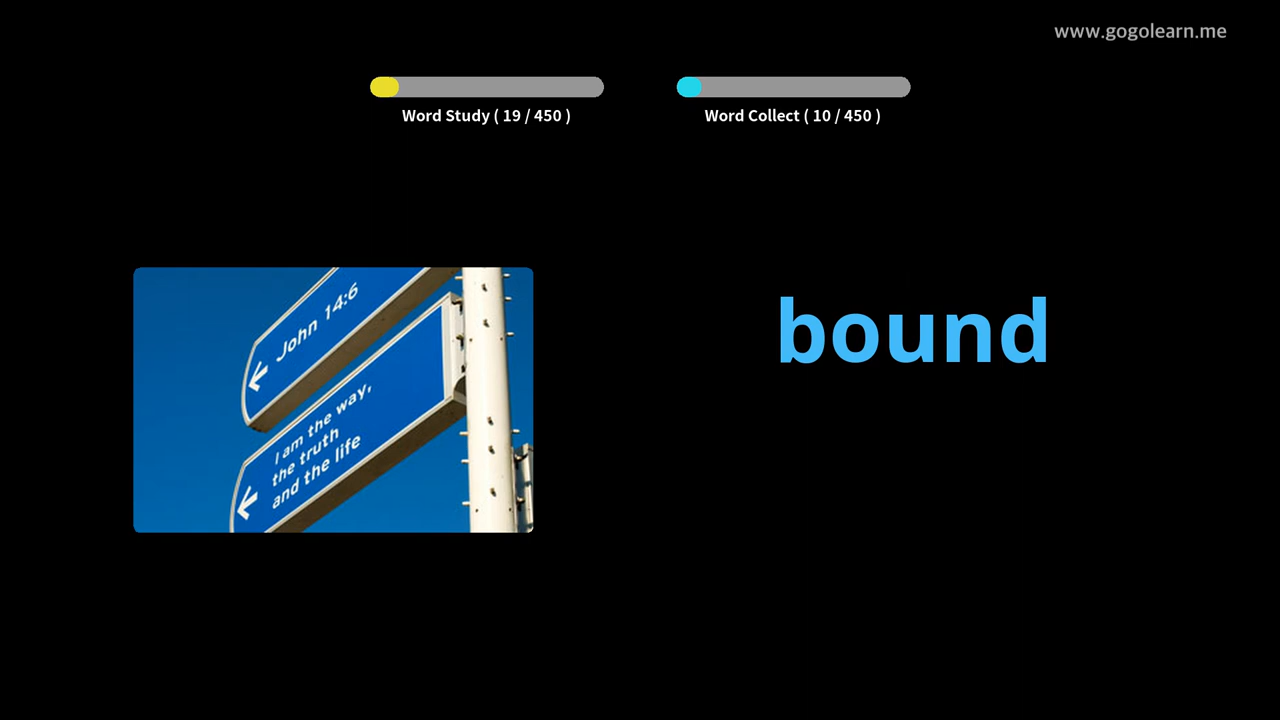 www.gogolearn.me
Word Study ( 19 / 450 )
Word Collect ( 10 / 450 )
John 14:6
I am the way,
the truth
and the life
bound